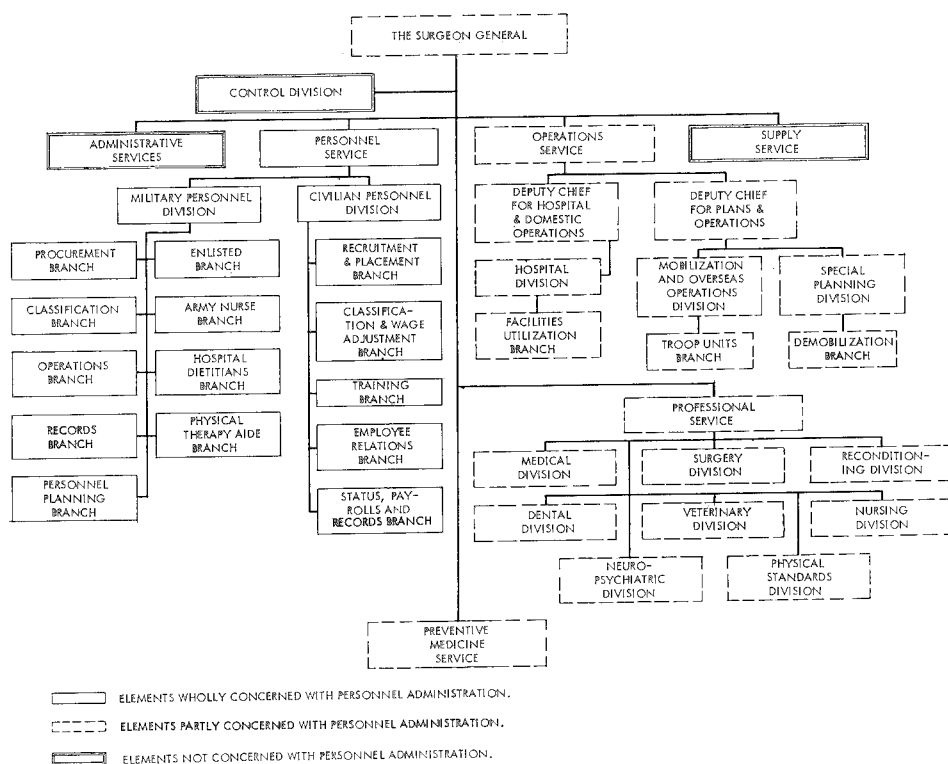 THE SURGEON GENERAL
CONTROL DIVISION
ADMINISTRATIVE
SERVICES
PERSONNEL
SERVICE
OPERATIONS
SERVICE
SUPPLY
SERVICE
MILITARY PERSONNEL
DIVISION
CIVILIAN PERSONNEL
DIVISION
DEPUTY CHIEF
FOR HOSPITAL
& DOMESTIC
OPERATIONS
DEPUTY CHIEF
FOR PLANS &
OPERATIONS
PROCUREMENT
BRANCH
ENLISTED
BRANCH
RECRUITMENT
& PLACEMENT
BRANCH
HOSPITAL
DIVISION
MOBILIZATION
AND OVERSEAS
OPERATIONS
DIVISION
SPECIAL
PLANNING
DIVISION
CLASSIFICATION
BRANCH
ARMY NURSE
BRANCH
CLASSIFICA-
TION & WAGE
ADJUSTMENT
BRANCH
FACILITIES
UTILIZATION
BRANCH
TROOP UNITS
BRANCH
DEMOBILIZATION
BRANCH
OPERATIONS
BRANCH
HOSPITAL
DIETITIANS
BRANCH
TRAINING
BRANCH
RECORDS
BRANCH
PHYSICAL
THERAPY AIDE
BRANCH
EMPLOYEE
RELATIONS
BRANCH
PERSONNEL
PLANNING
BRANCH
STATUS, PAY-
ROLLS AND
RECORDS BRANCH
PROFESSIONAL
SERVICE
MEDICAL
DIVISION
SURGERY
DIVISION
RECONDITION-
ING DIVISION
DENTAL
DIVISION
VETERINARY
DIVISION
NURSING
DIVISION
NEURO-
PSYCHIATRIC
DIVISION
PHYSICAL
STANDARDS
DIVISION
PREVENTIVE
MEDICINE
SERVICE
ELEMENTS WHOLLY CONCERNED WITH PERSONNEL ADMINISTRATION.
ELEMENTS PARTLY CONCERNED WITH PERSONNEL ADMINISTRATION.
ELEMENTS NOT CONCERNED WITH PERSONNEL ADMINISTRATION.